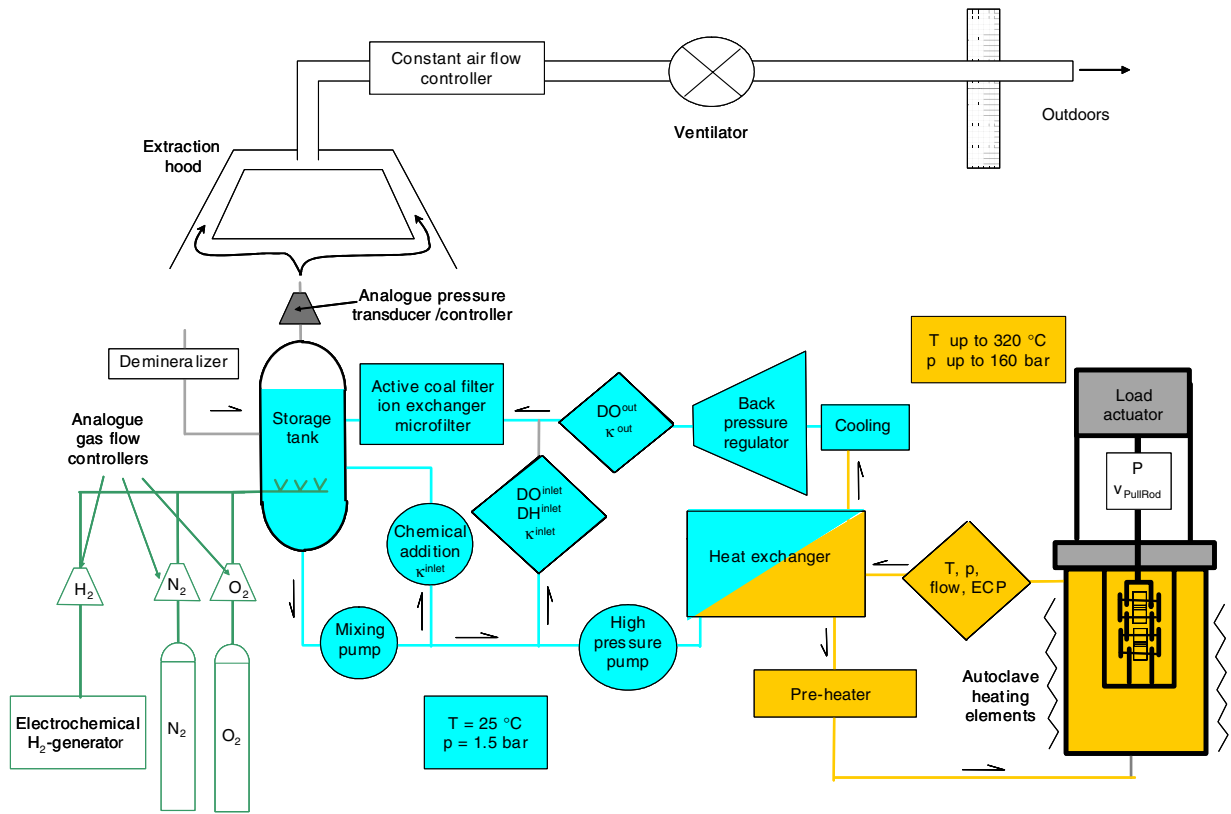 Constant air flow
controller
Ventilator
Outdoors
Extraction
hood
Analogue pressure
transducer /controller
T up to 320 °C
p up to 160 bar
Demineralizer
Storage
tank
Active coal filter
ion exchanger
microfilter
DO^out
κ^out
Back
pressure
regulator
Cooling
Load
actuator
P
v_PullRod
Analogue
gas flow
controllers
DO^inlet
DH^inlet
κ^inlet
Chemical
addition
κ^inlet
Heat exchanger
T, p,
flow, ECP
H₂
N₂
O₂
Mixing
pump
High
pressure
pump
Pre-heater
Autoclave
heating
elements
Electrochemical
H₂-generator
N₂
O₂
T = 25 °C
p = 1.5 bar